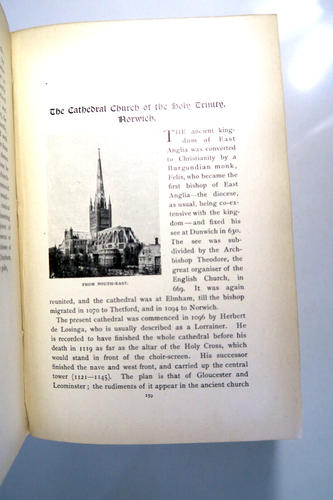 The Cathedral Church of the Holy Trinity,
Norwich.
THE ancient king-
dom of East
Anglia was converted
to Christianity by a
Burgundian monk,
Felix, who became the
first bishop of East
Anglia—the diocese,
as usual, being co-ex-
tensive with the king-
dom—and fixed his
see at Dunwich in 630.
The see was sub-
divided by the Arch-
bishop Theodore, the
great organiser of the
English Church, in
669. It was again
FROM SOUTH-EAST.
reunited, and the cathedral was at Elmham, till the bishop
migrated in 1070 to Thetford, and in 1094 to Norwich.
The present cathedral was commenced in 1096 by Herbert
de Losinga, who is usually described as a Lorrainer. He
is recorded to have finished the whole cathedral before his
death in 1119 as far as the altar of the Holy Cross, which
would stand in front of the choir-screen. His successor
finished the nave and west front, and carried up the central
tower (1121—1145). The plan is that of Gloucester and
Leominster; the rudiments of it appear in the ancient church
159